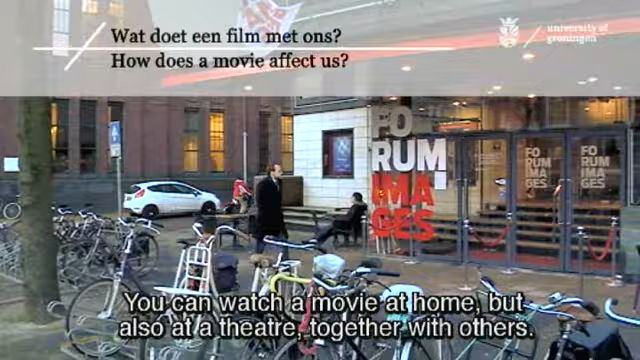 Wat doet een film met ons?
How does a movie affect us?
university of
groningen
FO
RUM
IMA
GES
FO
RUM
IMA
GES
FO
RUM
IMA
GES
You can watch a movie at home, but
also at a theatre, together with others.